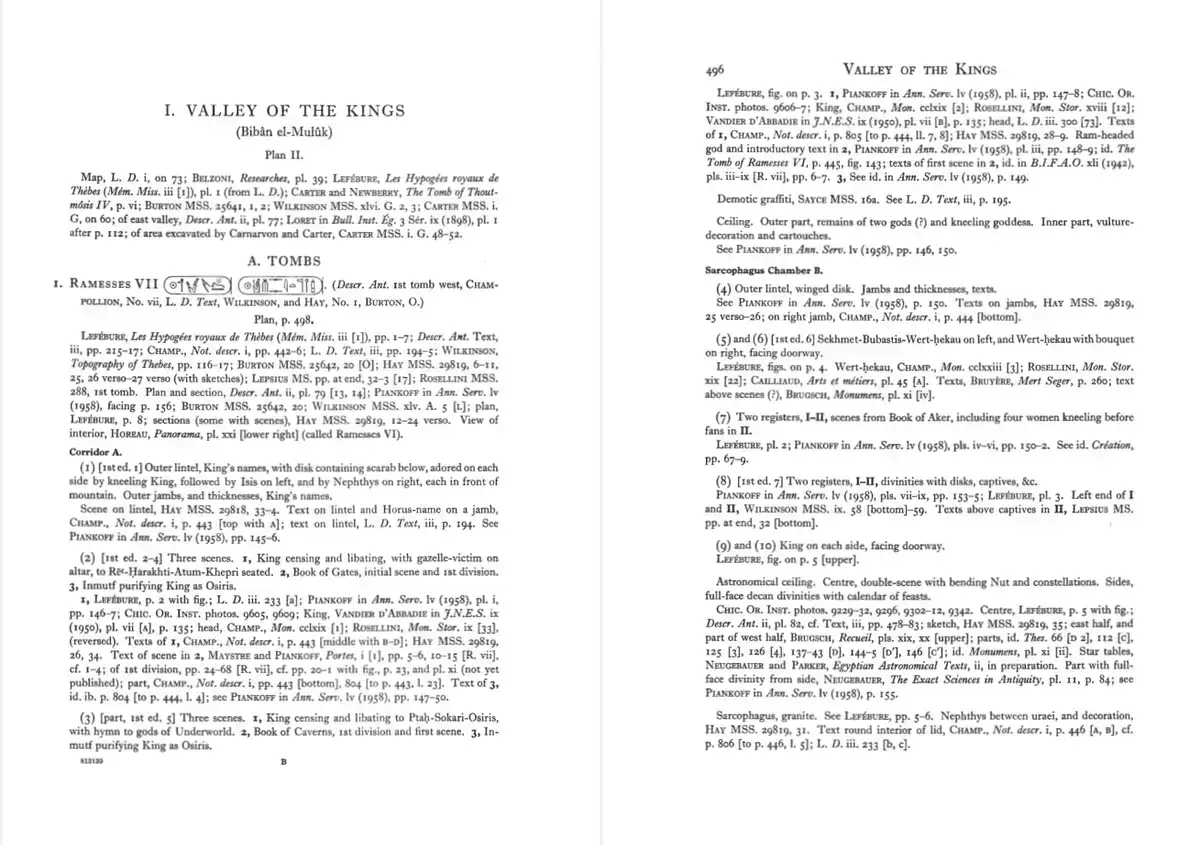 I. VALLEY OF THE KINGS
(Bibân el-Mulûk)
Plan II.
Map, L. D. i, on 73; BELZONI, Researches, pl. 39; LEFÉBURE, Les Hypogées royaux de
Thèbes (Mém. Miss. iii [1]), pl. 1 (from L. D.); CARTER and NEWBERRY, The Tomb of Thout-
môsis IV, p. vi; BURTON MSS. 25641, 1, 2; WILKINSON MSS. xlvi. G. 2, 3; CARTER MSS. i.
G, on 60; of east valley, Descr. Ant. ii, pl. 77; LORET in Bull. Inst. Ég. 3 Sér. ix (1898), pl. 1
after p. 112; of area excavated by Carnarvon and Carter, CARTER MSS. i. G. 48-52.
A. TOMBS
1. RAMESSES VII (Descr. Ant. 1st tomb west, CHAM-
POLLION, No. vii, L. D. Text, WILKINSON, and HAY, No. 1, BURTON, O.)
Plan, p. 498.
LEFÉBURE, Les Hypogées royaux de Thèbes (Mém. Miss. iii [1]), pp. 1-7; Descr. Ant. Text,
iii, pp. 215-17; CHAMP., Not. descr. i, pp. 442-6; L. D. Text, iii, pp. 194-5; WILKINSON,
Topography of Thebes, pp. 116-17; BURTON MSS. 25642, 20 [O]; HAY MSS. 29819, 6-11,
25, 26 verso-27 verso (with sketches); LEPSIUS MS. pp. at end, 32-3 [17]; ROSELLINI MSS.
288, 1st tomb. Plan and section, Descr. Ant. ii, pl. 79 [13, 14]; PIANKOFF in Ann. Serv. lv
(1958), facing p. 156; BURTON MSS. 25642, 20; WILKINSON MSS. xlv. A. 5 [L]; plan,
LEFÉBURE, p. 8; sections (some with scenes), HAY MSS. 29819, 12-24 verso. View of
interior, HOREAU, Panorama, pl. xxi [lower right] (called Ramesses VI).
Corridor A.
(1) [1st ed. 1] Outer lintel, King's names, with disk containing scarab below, adored on each
side by kneeling King, followed by Isis on left, and by Nephthys on right, each in front of
mountain. Outer jambs, and thicknesses, King's names.
Scene on lintel, HAY MSS. 29818, 33-4. Text on lintel and Horus-name on a jamb,
CHAMP., Not. descr. i, p. 443 [top with A]; text on lintel, L. D. Text, iii, p. 194. See
PIANKOFF in Ann. Serv. lv (1958), pp. 145-6.
(2) [1st ed. 2-4] Three scenes. 1, King censing and libating, with gazelle-victim on
altar, to Rēʿ-Ḥarakhti-Atum-Khepri seated. 2, Book of Gates, initial scene and 1st division.
3, Inmutf purifying King as Osiris.
1, LEFÉBURE, p. 2 with fig.; L. D. iii. 233 [a]; PIANKOFF in Ann. Serv. lv (1958), pl. i,
pp. 146-7; CHIC. OR. INST. photos. 9605, 9609; King, VANDIER D'ABBADIE in J.N.E.S. ix
(1950), pl. vii [A], p. 135; head, CHAMP., Mon. cclxix [1]; ROSELLINI, Mon. Stor. ix [33],
(reversed). Texts of 1, CHAMP., Not. descr. i, p. 443 [middle with B-D]; HAY MSS. 29819,
26, 34. Text of scene in 2, MAYSTRE and PIANKOFF, Portes, i [1], pp. 5-6, 10-15 [R. vii],
cf. 1-4; of 1st division, pp. 24-68 [R. vii], cf. pp. 20-1 with fig., p. 23, and pl. xi (not yet
published); part, CHAMP., Not. descr. i, pp. 443 [bottom], 804 [to p. 443, l. 23]. Text of 3,
id. ib. p. 804 [to p. 444, l. 4]; see PIANKOFF in Ann. Serv. lv (1958), pp. 147-50.
(3) [part, 1st ed. 5] Three scenes. 1, King censing and libating to Ptaḥ-Sokari-Osiris,
with hymn to gods of Underworld. 2, Book of Caverns, 1st division and first scene. 3, In-
mutf purifying King as Osiris.
812129 B
496 VALLEY OF THE KINGS
LEFÉBURE, fig. on p. 3. 1, PIANKOFF in Ann. Serv. lv (1958), pl. ii, pp. 147-8; CHIC. OR.
INST. photos. 9606-7; King, CHAMP., Mon. cclix [2]; ROSELLINI, Mon. Stor. xviii [12];
VANDIER D'ABBADIE in J.N.E.S. ix (1950), pl. vii [B], p. 135; head, L. D. iii. 300 [73]. Texts
of 1, CHAMP., Not. descr. i, p. 805 [to p. 444, ll. 7, 8]; HAY MSS. 29819, 28-9. Ram-headed
god and introductory text in 2, PIANKOFF in Ann. Serv. lv (1958), pl. iii, pp. 148-9; id. The
Tomb of Ramesses VI, p. 445, fig. 143; texts of first scene in 2, id. in B.I.F.A.O. xli (1942),
pls. iii-ix [R. vii], pp. 6-7. 3, See id. in Ann. Serv. lv (1958), p. 149.
Demotic graffiti, SAYCE MSS. 16a. See L. D. Text, iii, p. 195.
Ceiling. Outer part, remains of two gods (?) and kneeling goddess. Inner part, vulture-
decoration and cartouches.
See PIANKOFF in Ann. Serv. lv (1958), pp. 146, 150.
Sarcophagus Chamber B.
(4) Outer lintel, winged disk. Jambs and thicknesses, texts.
See PIANKOFF in Ann. Serv. lv (1958), p. 150. Texts on jambs, HAY MSS. 29819,
25 verso-26; on right jamb, CHAMP., Not. descr. i, p. 444 [bottom].
(5) and (6) [1st ed. 6] Sekhmet-Bubastis-Wert-ḥekau on left, and Wert-ḥekau with bouquet
on right, facing doorway.
LEFÉBURE, figs. on p. 4. Wert-ḥekau, CHAMP., Mon. cclxxiii [3]; ROSELLINI, Mon. Stor.
xix [22]; CAILLIAUD, Arts et métiers, pl. 45 [A]. Texts, BRUYÈRE, Mert Seger, p. 260; text
above scenes (?), BRUGSCH, Monumens, pl. xi [iv].
(7) Two registers, I-II, scenes from Book of Aker, including four women kneeling before
fans in II.
LEFÉBURE, pl. 2; PIANKOFF in Ann. Serv. lv (1958), pls. iv-vi, pp. 150-2. See id. Création,
pp. 67-9.
(8) [1st ed. 7] Two registers, I-II, divinities with disks, captives, &c.
PIANKOFF in Ann. Serv. lv (1958), pls. vii-ix, pp. 153-5; LEFÉBURE, pl. 3. Left end of I
and II, WILKINSON MSS. ix. 58 [bottom]-59. Texts above captives in II, LEPSIUS MS.
pp. at end, 32 [bottom].
(9) and (10) King on each side, facing doorway.
LEFÉBURE, fig. on p. 5 [upper].
Astronomical ceiling. Centre, double-scene with bending Nut and constellations. Sides,
full-face decan divinities with calendar of feasts.
CHIC. OR. INST. photos. 9229-32, 9296, 9302-12, 9342. Centre, LEFÉBURE, p. 5 with fig.;
Descr. Ant. ii, pl. 82, cf. Text, iii, pp. 478-83; sketch, HAY MSS. 29819, 35; east half, and
part of west half, BRUGSCH, Recueil, pls. xix, xx [upper]; parts, id. Thes. 66 [D 2], 112 [C],
125 [3], 126 [4], 137-43 [D], 144-5 [D'], 146 [C']; id. Monumens, pl. xi [ii]. Star tables,
NEUGEBAUER and PARKER, Egyptian Astronomical Texts, ii, in preparation. Part with full-
face divinity from side, NEUGEBAUER, The Exact Sciences in Antiquity, pl. 11, p. 84; see
PIANKOFF in Ann. Serv. lv (1958), p. 155.
Sarcophagus, granite. See LEFÉBURE, pp. 5-6. Nephthys between uraei, and decoration,
HAY MSS. 29819, 31. Text round interior of lid, CHAMP., Not. descr. i, p. 446 [A, B], cf.
p. 806 [to p. 446, l. 5]; L. D. iii. 233 [b, c].